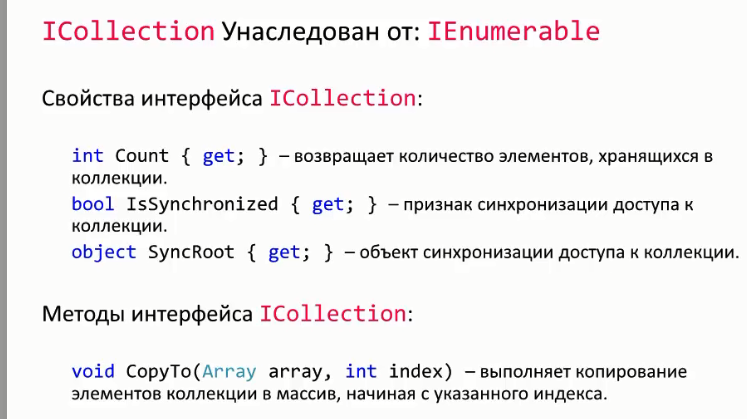 ICollection Унаследован от: IEnumerable
Свойства интерфейса ICollection:
int Count { get; } – возвращает количество элементов, хранящихся в
коллекции.
bool IsSynchronized { get; } – признак синхронизации доступа к
коллекции.
object SyncRoot { get; } – объект синхронизации доступа к коллекции.
Методы интерфейса ICollection:
void CopyTo(Array array, int index) – выполняет копирование
элементов коллекции в массив, начиная с указанного индекса.